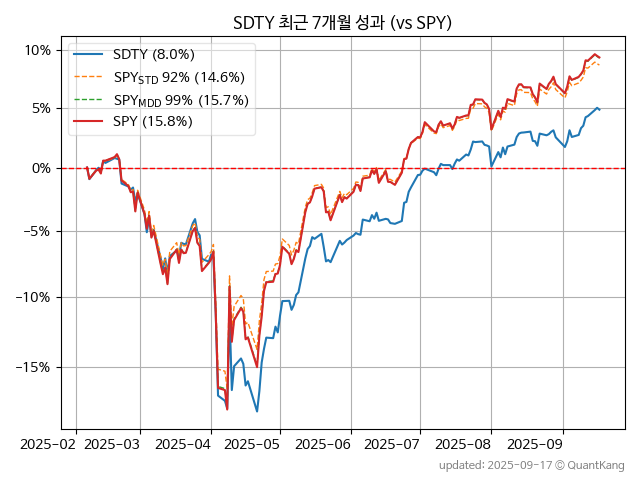 SDTY 최근 7개월 성과 (vs SPY)
SDTY (8.0%)
SPY_STD 92% (14.6%)
SPY_MDD 99% (15.7%)
SPY (15.8%)
10%
5%
0%
−5%
−10%
−15%
2025-02 2025-03 2025-04 2025-05 2025-06 2025-07 2025-08 2025-09
updated: 2025-09-17 © QuantKang